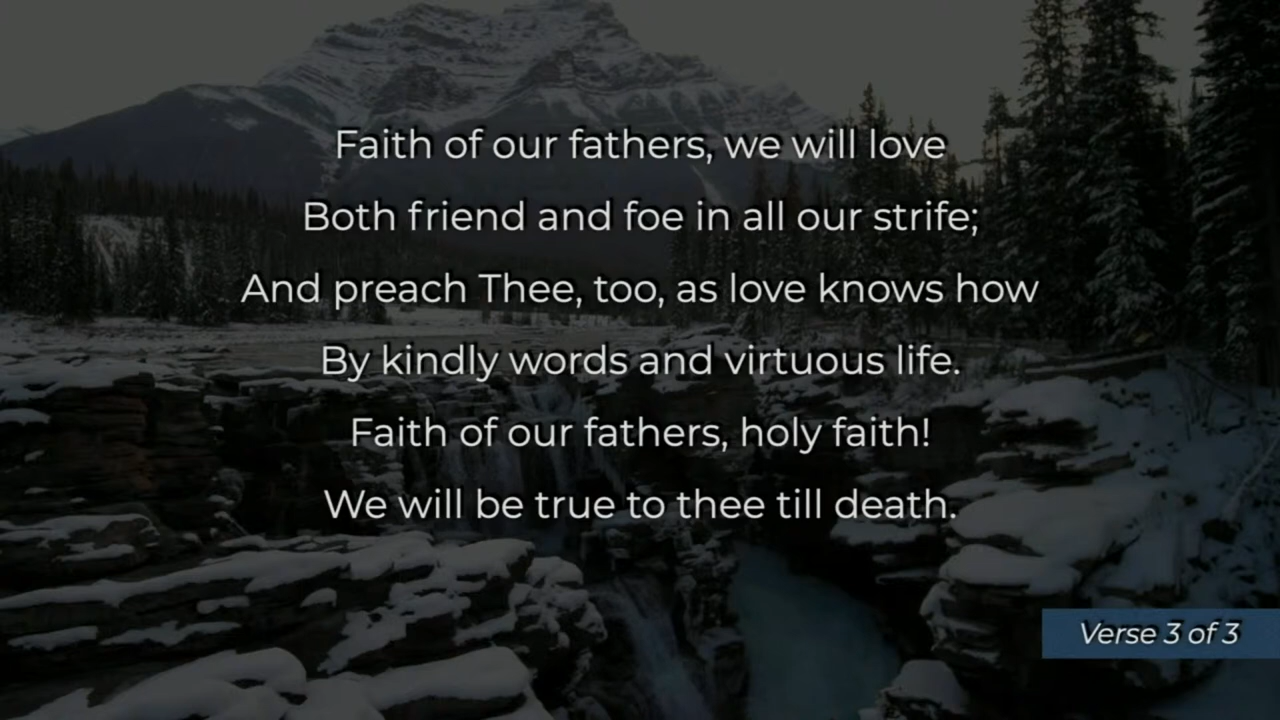 Faith of our fathers, we will love
Both friend and foe in all our strife;
And preach Thee, too, as love knows how
By kindly words and virtuous life.
Faith of our fathers, holy faith!
We will be true to thee till death.
Verse 3 of 3